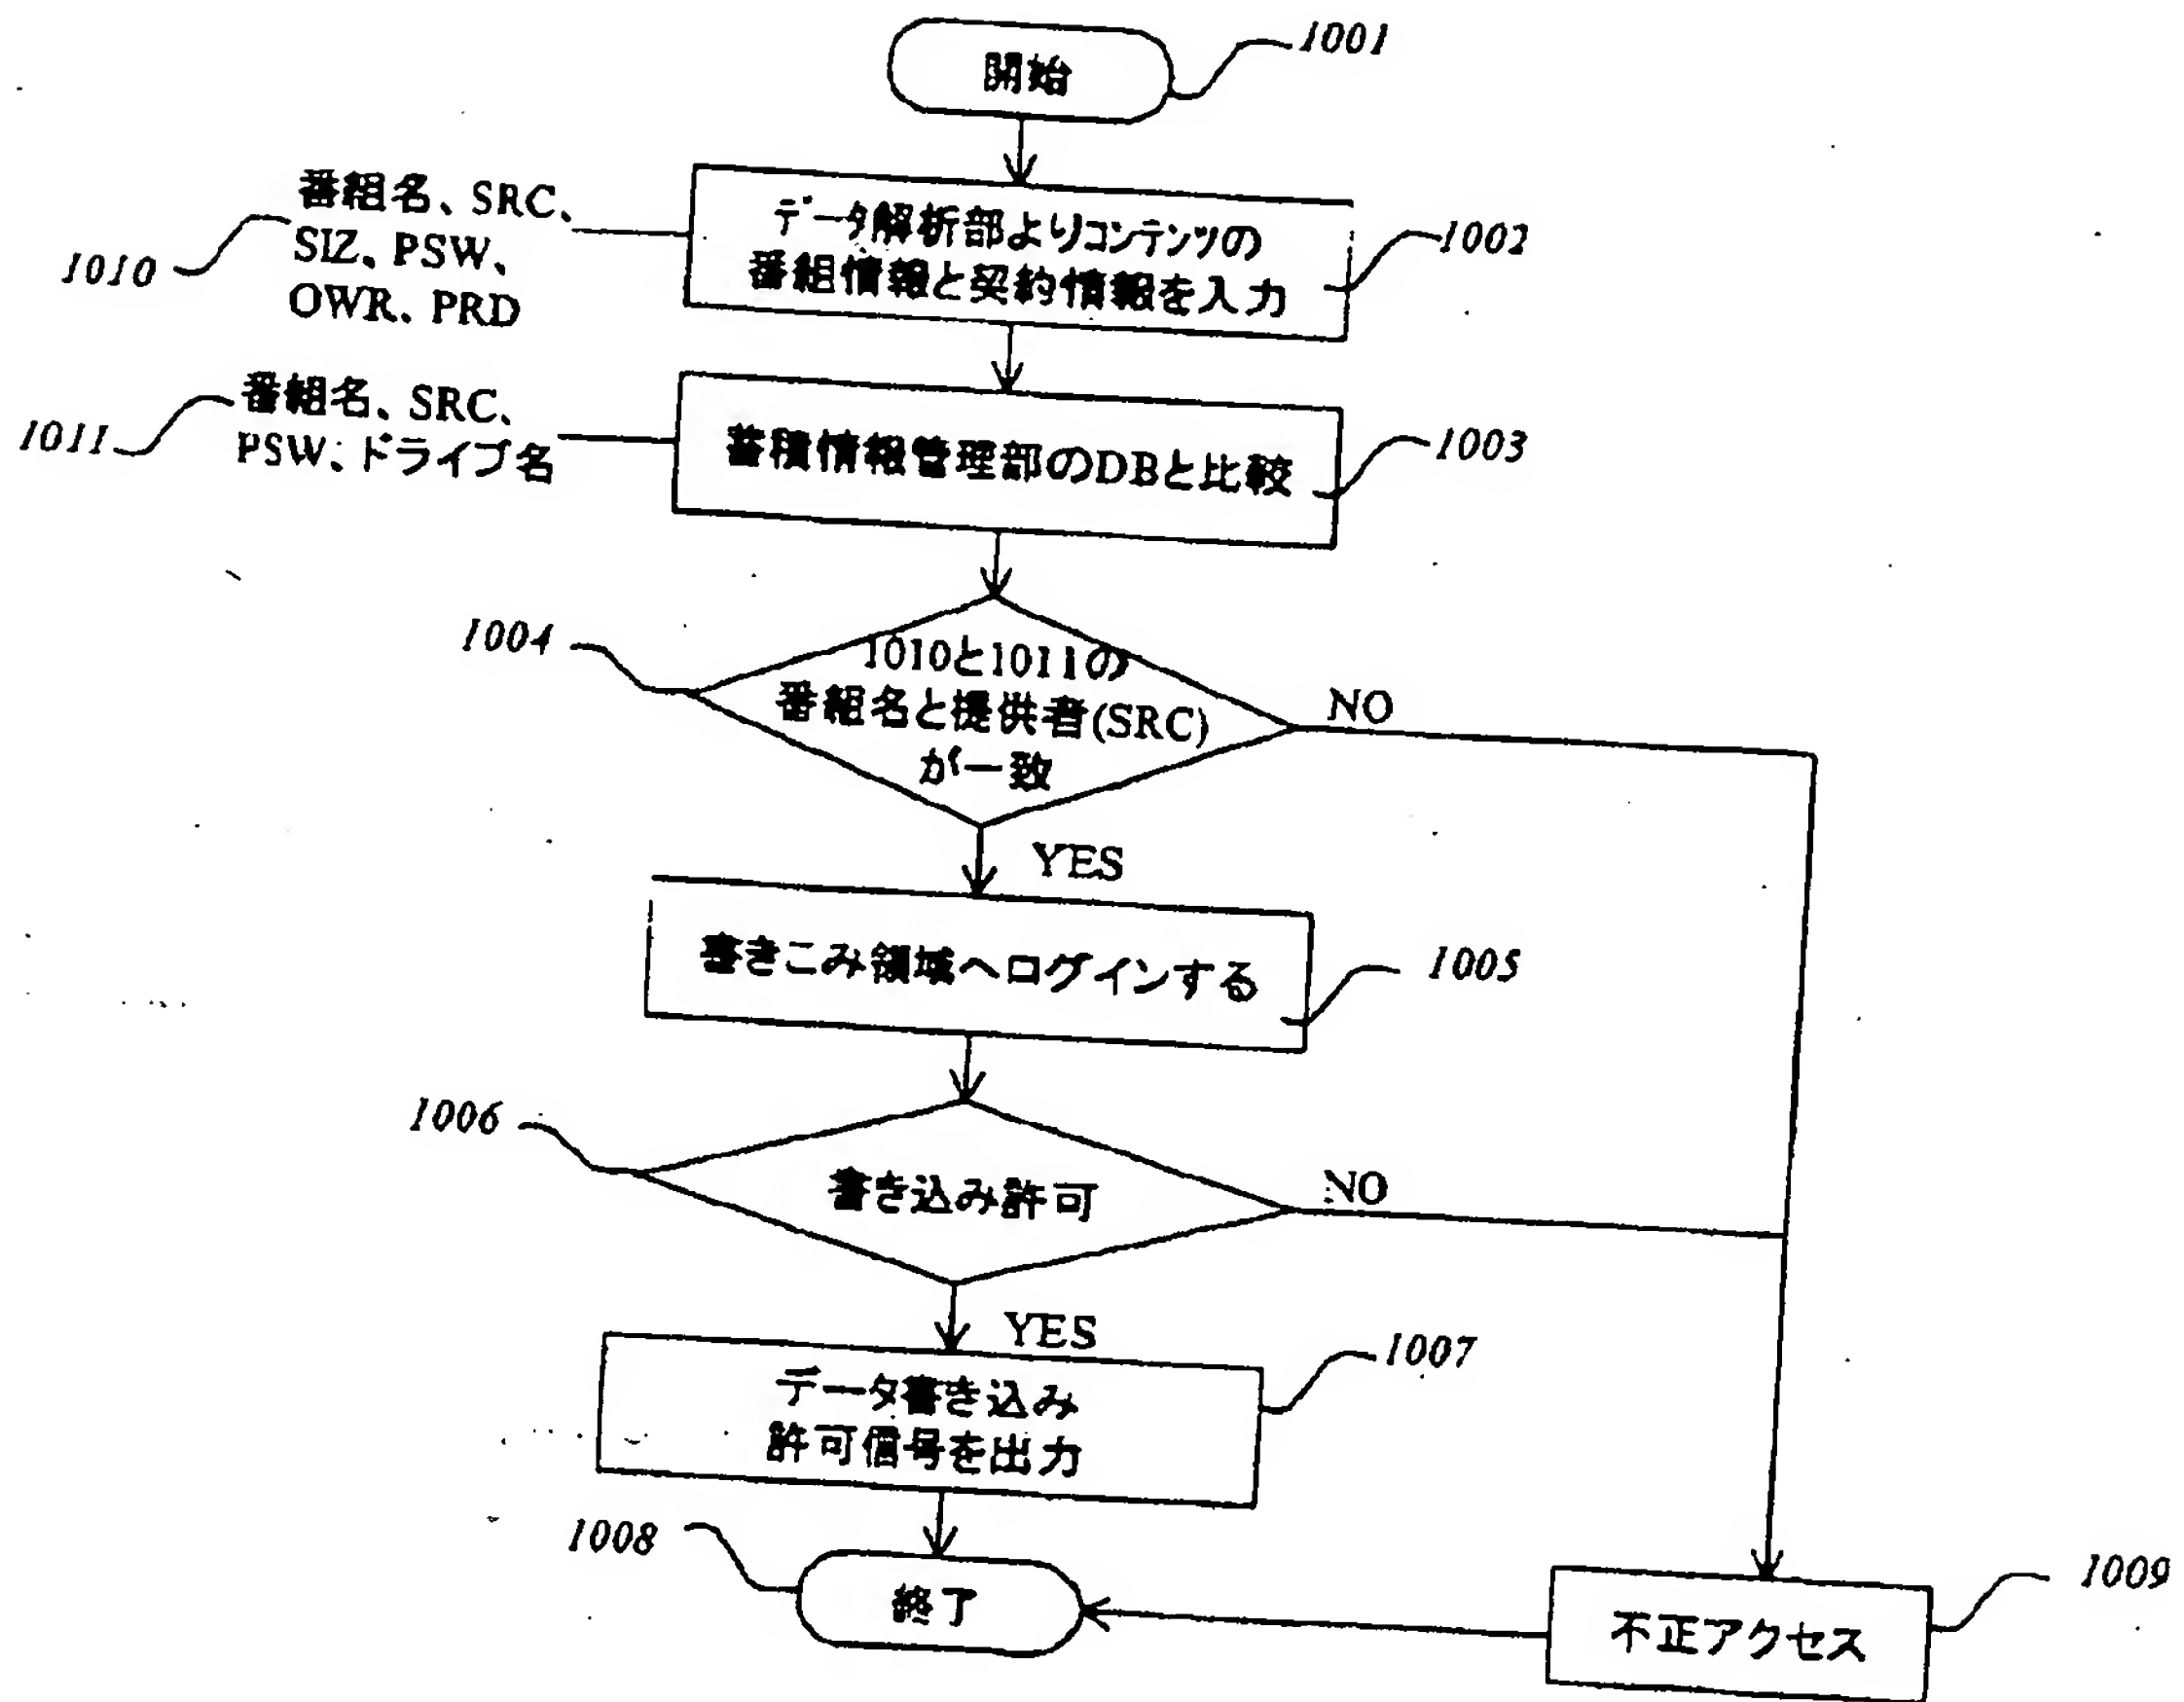 開始
1001
番組名、SRC、
SIZ、PSW、
OWR、PRD
1010
データ解析部よりコンテンツの
番組情報と契約情報を入力
1002
番組名、SRC、
PSW、ドライブ名
1011
蓄積情報管理部のDBと比較
1003
1004
1010と1011の
番組名と提供者(SRC)
が一致
NO
YES
書きこみ領域へログインする
1005
1006
書き込み許可
NO
YES
データ書き込み
許可信号を出力
1007
1008
終了
不正アクセス
1009